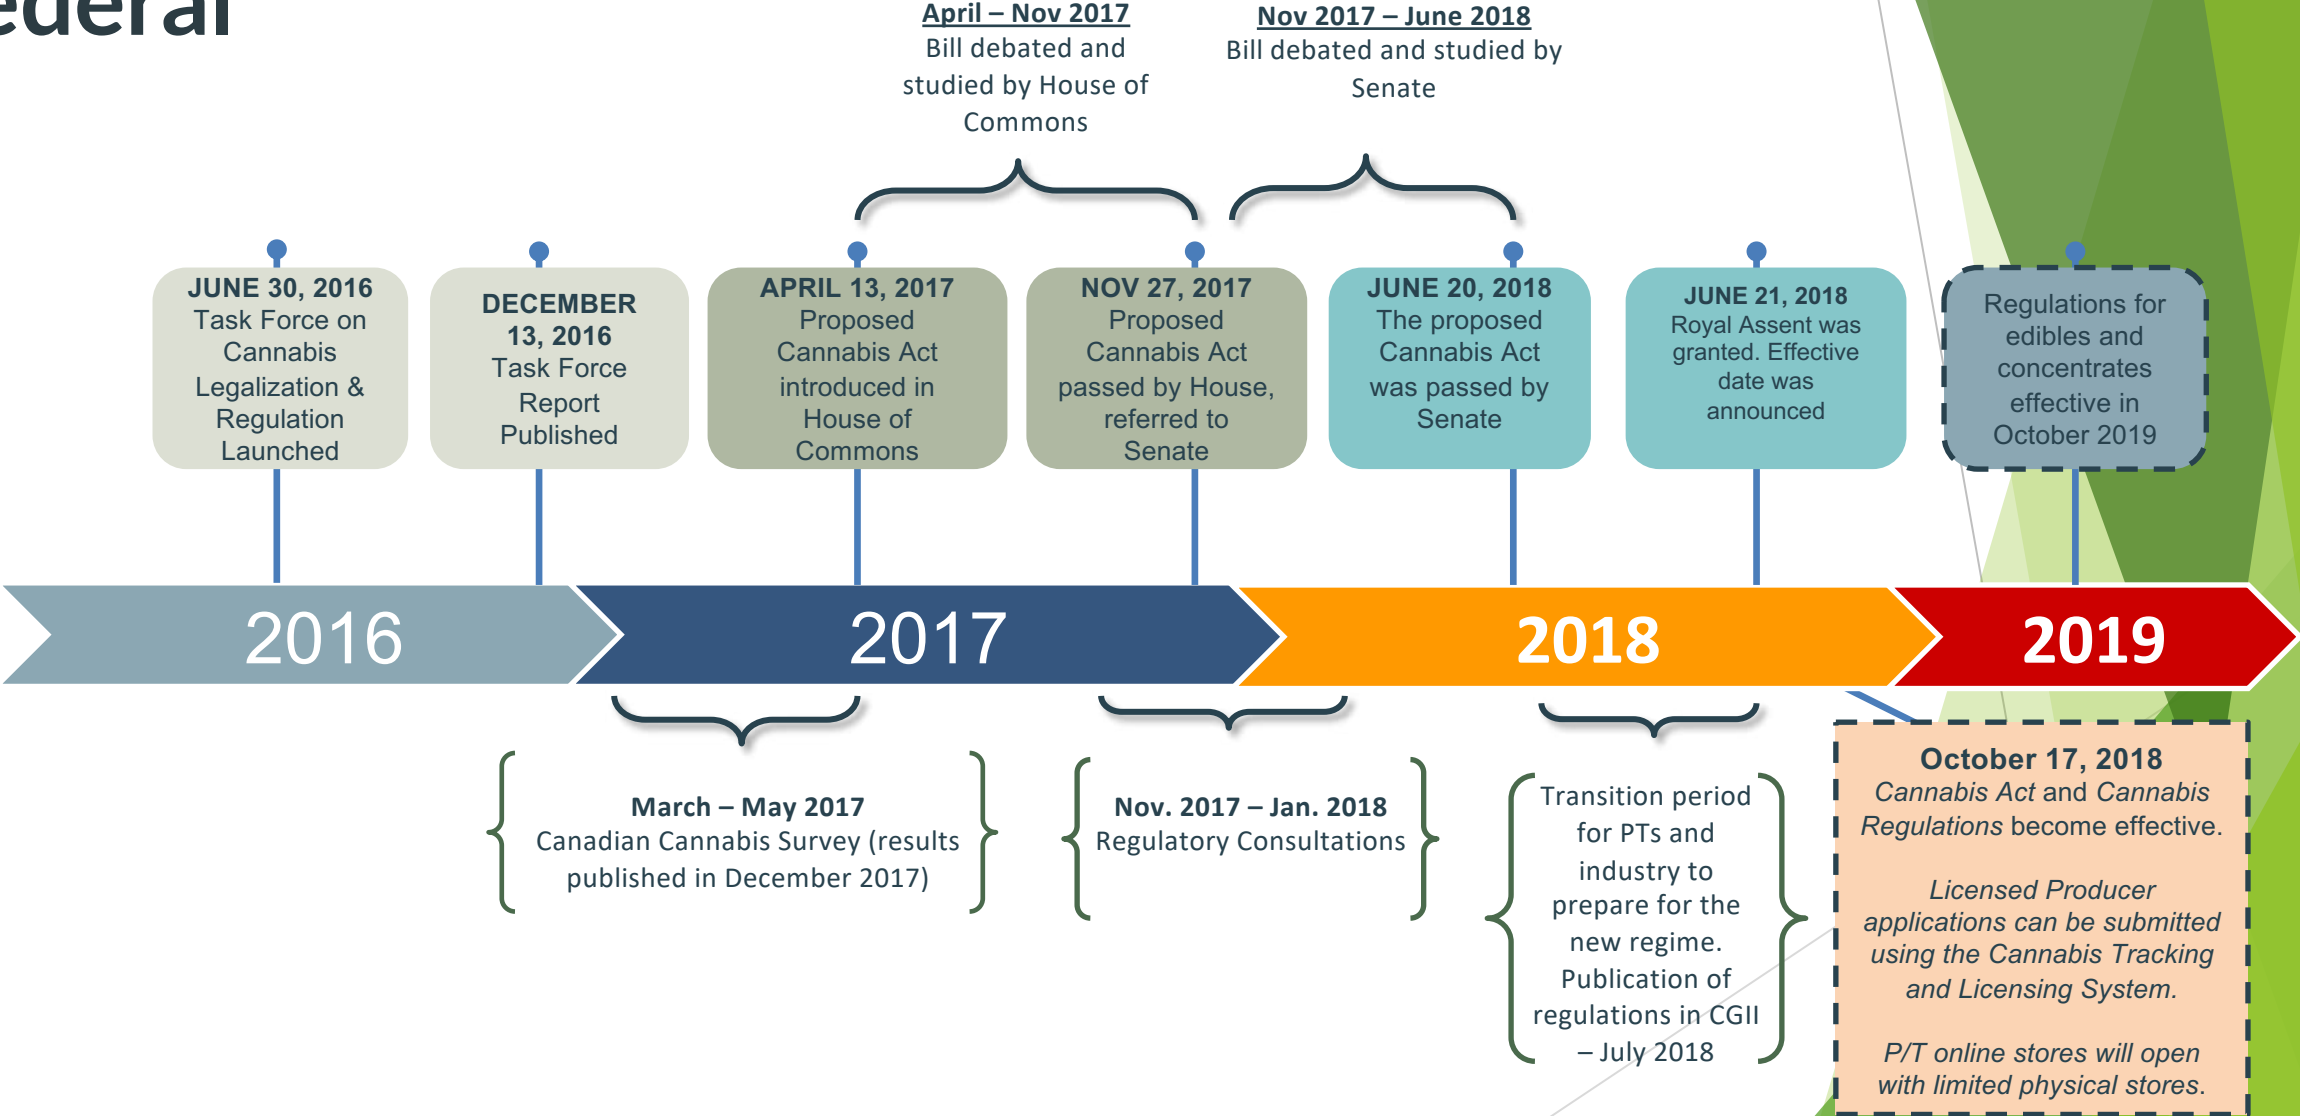 April – Nov 2017
Bill debated and
studied by House of
Commons
Nov 2017 – June 2018
Bill debated and studied by
Senate
JUNE 30, 2016
Task Force on
Cannabis
Legalization &
Regulation
Launched
DECEMBER
13, 2016
Task Force
Report
Published
APRIL 13, 2017
Proposed
Cannabis Act
introduced in
House of
Commons
NOV 27, 2017
Proposed
Cannabis Act
passed by House,
referred to
Senate
JUNE 20, 2018
The proposed
Cannabis Act
was passed by
Senate
JUNE 21, 2018
Royal Assent was
granted. Effective
date was
announced
Regulations for
edibles and
concentrates
effective in
October 2019
2016
2017
2018
2019
March – May 2017
Canadian Cannabis Survey (results
published in December 2017)
Nov. 2017 – Jan. 2018
Regulatory Consultations
Transition period
for PTs and
industry to
prepare for the
new regime.
Publication of
regulations in CGII
– July 2018
October 17, 2018
Cannabis Act and Cannabis
Regulations become effective.
Licensed Producer
applications can be submitted
using the Cannabis Tracking
and Licensing System.
P/T online stores will open
with limited physical stores.